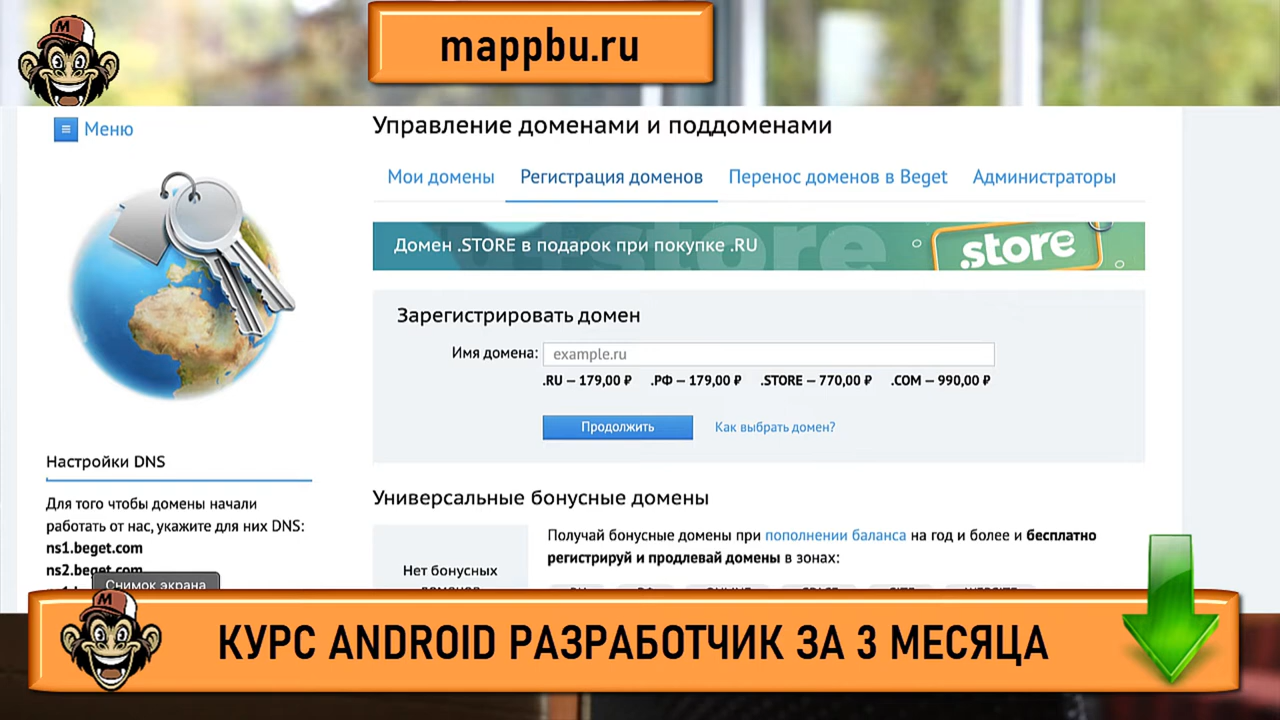 mappbu.ru
M
Меню
Управление доменами и поддоменами
Мои домены Регистрация доменов Перенос доменов в Beget Администраторы
Домен .STORE в подарок при покупке .RU
.store
Зарегистрировать домен
Имя домена: example.ru
.RU – 179,00 ₽ .РФ – 179,00 ₽ .STORE – 770,00 ₽ .COM – 990,00 ₽
Продолжить Как выбрать домен?
Настройки DNS
Для того чтобы домены начали
работать от нас, укажите для них DNS:
ns1.beget.com
ns2.beget.com
Снимок экрана
Универсальные бонусные домены
Нет бонусных
Получай бонусные домены при пополнении баланса на год и более и бесплатно
регистрируй и продлевай домены в зонах:
M
КУРС ANDROID РАЗРАБОТЧИК ЗА 3 МЕСЯЦА